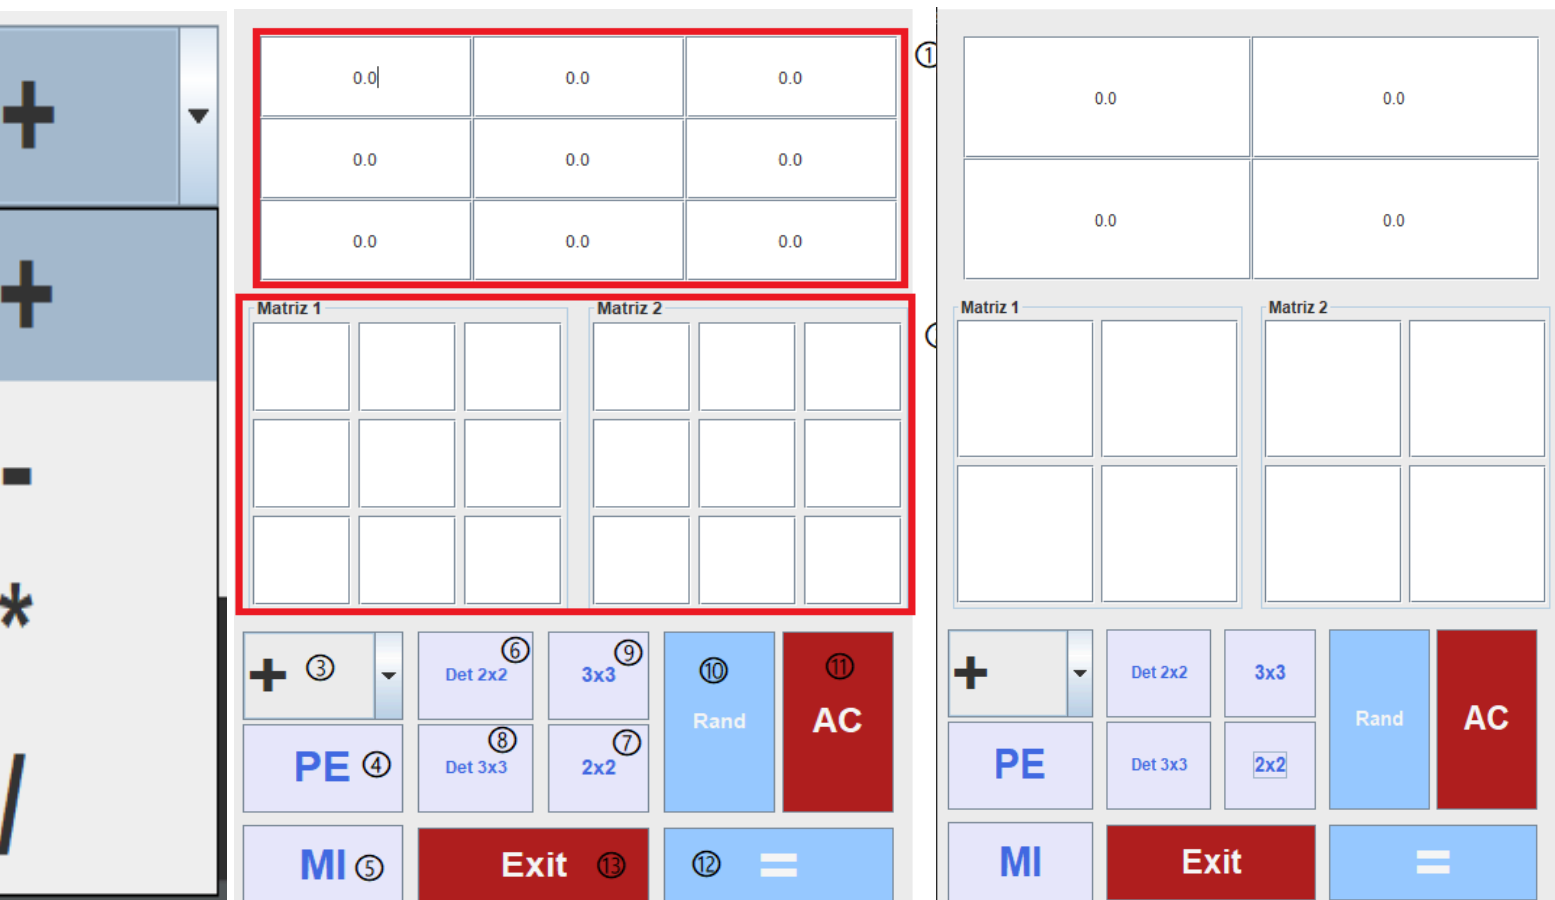 +
+
-
*
/
0.0 0.0 0.0
0.0 0.0 0.0
0.0 0.0 0.0
①
Matriz 1 Matriz 2
+ ③ Det 2x2 ⑥ 3x3 ⑨ ⑩ Rand ⑪ AC
PE ④ Det 3x3 ⑧ 2x2 ⑦
MI ⑤ Exit ⑬ ⑫ =
0.0 0.0
0.0 0.0
Matriz 1 Matriz 2
+ Det 2x2 3x3 Rand AC
PE Det 3x3 2x2
MI Exit =